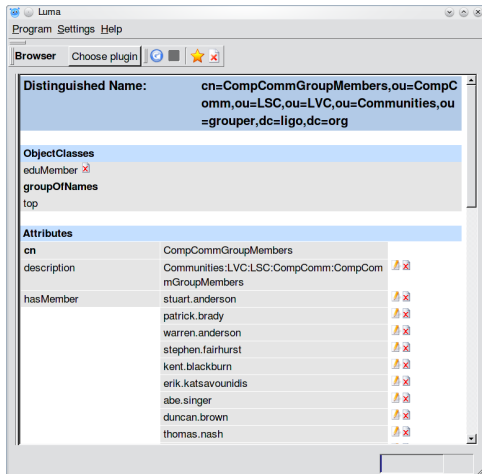 Luma
Program Settings Help
Browser Choose plugin
Distinguished Name: cn=CompCommGroupMembers,ou=CompC
omm,ou=LSC,ou=LVC,ou=Communities,ou
=grouper,dc=ligo,dc=org
ObjectClasses
eduMember
groupOfNames
top
Attributes
cn CompCommGroupMembers
description Communities:LVC:LSC:CompComm:CompCom
mGroupMembers
hasMember stuart.anderson
patrick.brady
warren.anderson
stephen.fairhurst
kent.blackburn
erik.katsavounidis
abe.singer
duncan.brown
thomas.nash